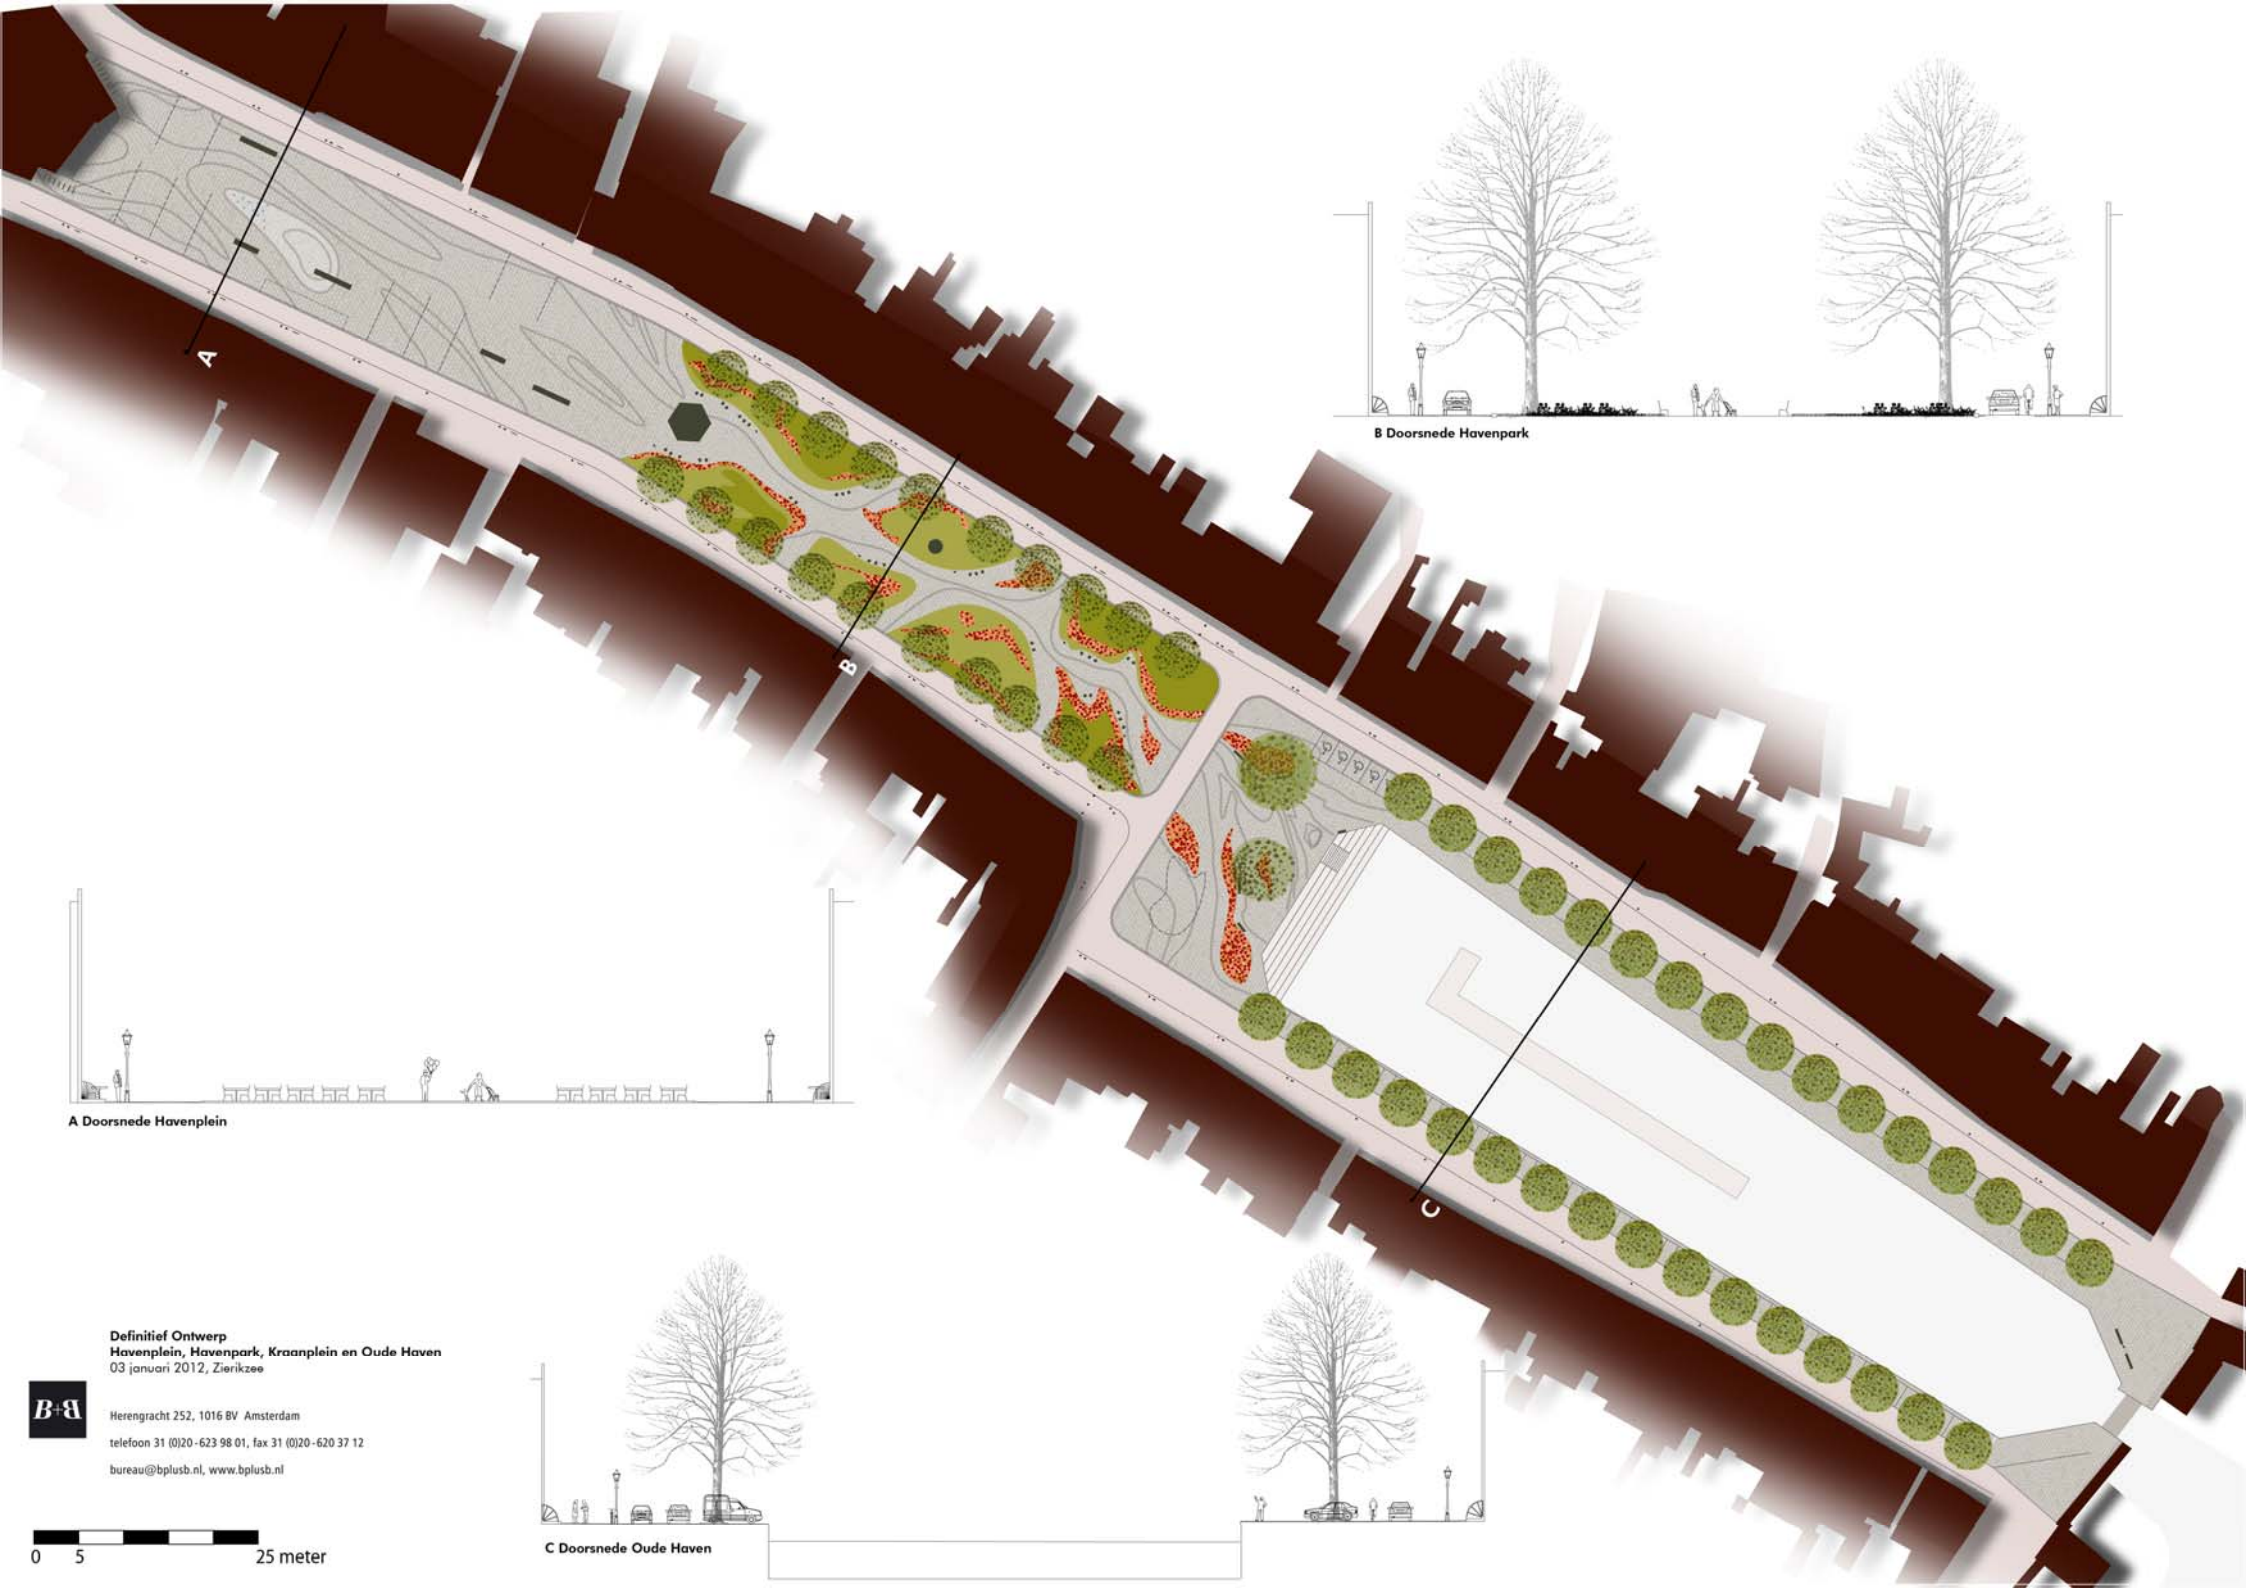 A
B Doorsnede Havenpark
B
A Doorsnede Havenplein
C
Definitief Ontwerp
Havenplein, Havenpark, Kraanplein en Oude Haven
03 januari 2012, Zierikzee
B+B
Herengracht 252, 1016 BV Amsterdam
telefoon 31 (0)20-623 98 01, fax 31 (0)20-620 37 12
bureau@bplusb.nl, www.bplusb.nl
C Doorsnede Oude Haven
0 5 25 meter